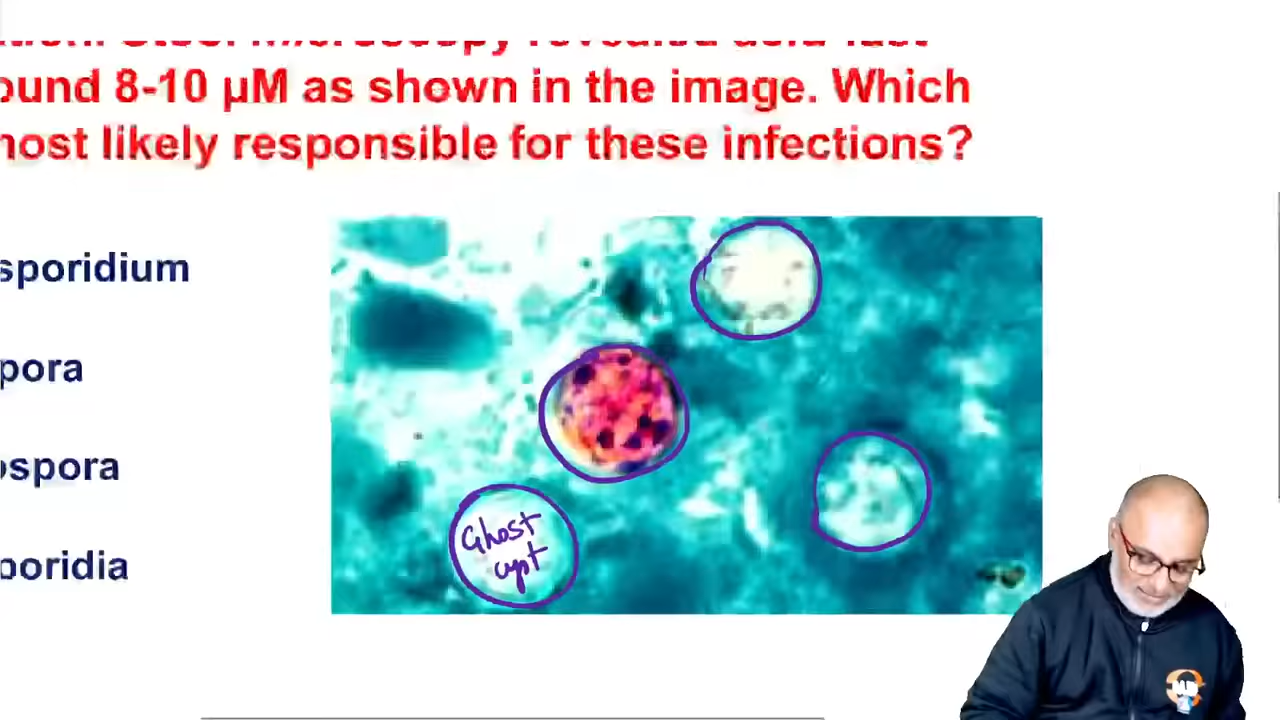 ound 8-10 µM as shown in the image. Which
nost likely responsible for these infections?
sporidium
pora
ospora
Ghost
cyst
poridia